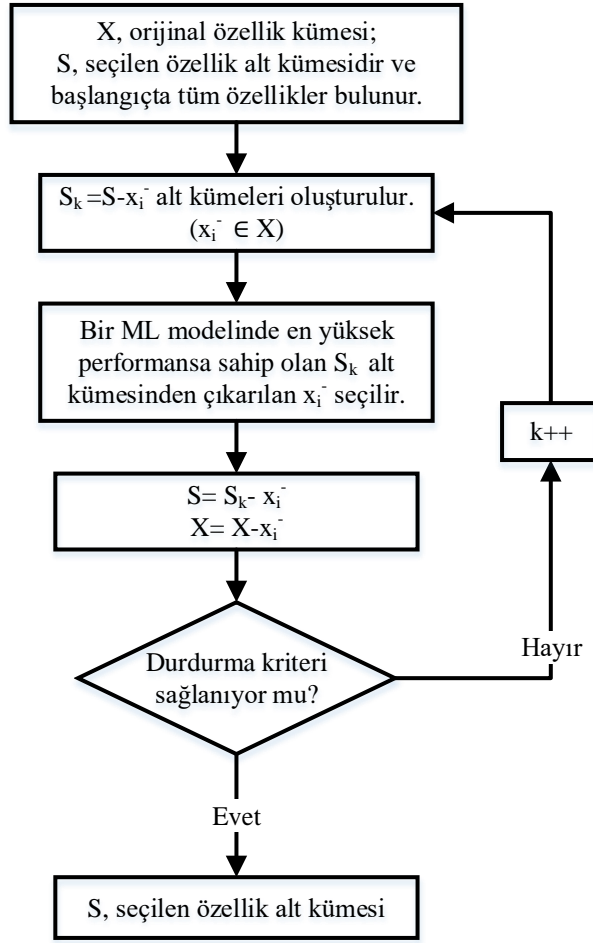 X, orijinal özellik kümesi;
S, seçilen özellik alt kümesidir ve
başlangıçta tüm özellikler bulunur.
Sₖ =S-xᵢ⁻ alt kümeleri oluşturulur.
(xᵢ⁻ ∈ X)
Bir ML modelinde en yüksek
performansa sahip olan Sₖ alt
kümesinden çıkarılan xᵢ⁻ seçilir.
k++
S= Sₖ- xᵢ⁻
X= X-xᵢ⁻
Durdurma kriteri
sağlanıyor mu?
Hayır
Evet
S, seçilen özellik alt kümesi